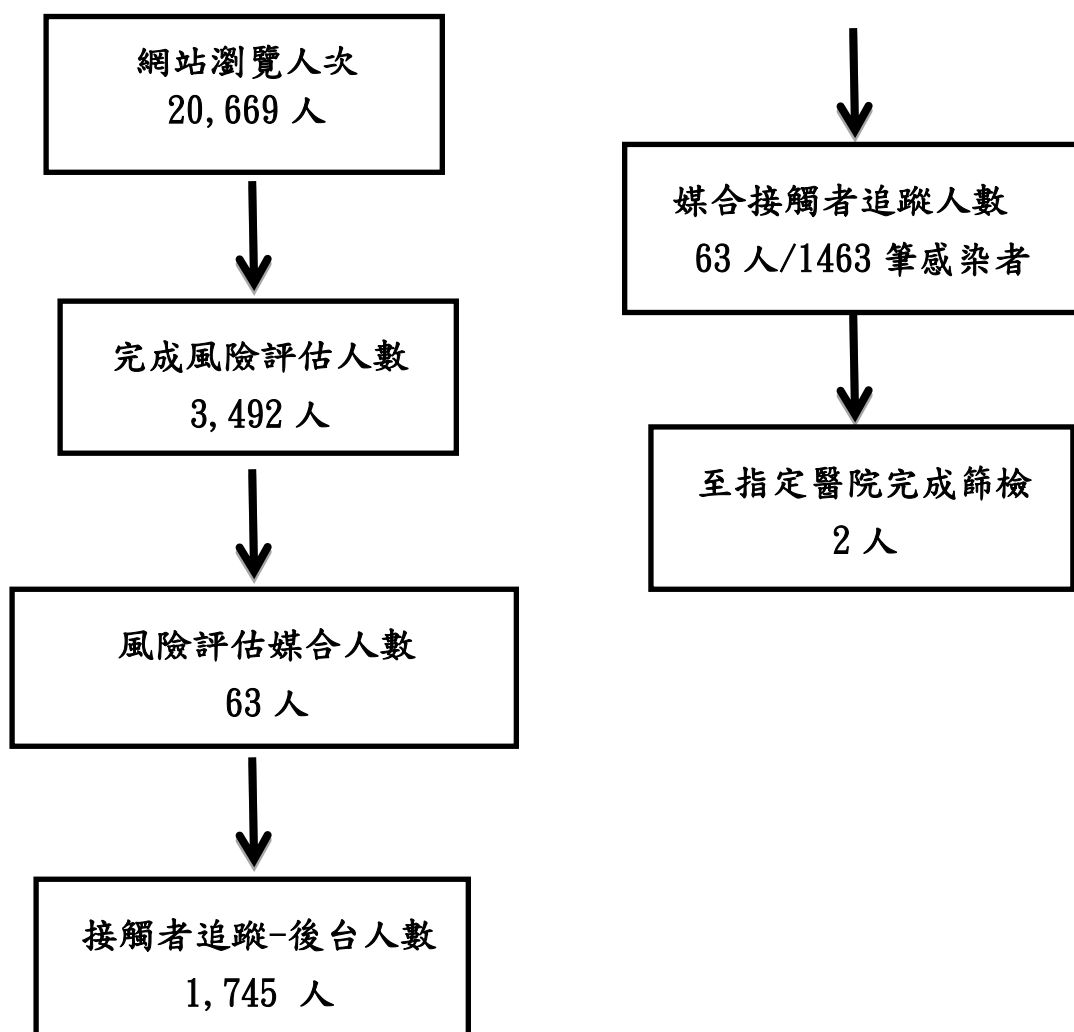 網站瀏覽人次
20,669 人
完成風險評估人數
3,492 人
風險評估媒合人數
63 人
接觸者追蹤-後台人數
1,745 人
媒合接觸者追蹤人數
63 人/1463 筆感染者
至指定醫院完成篩檢
2 人